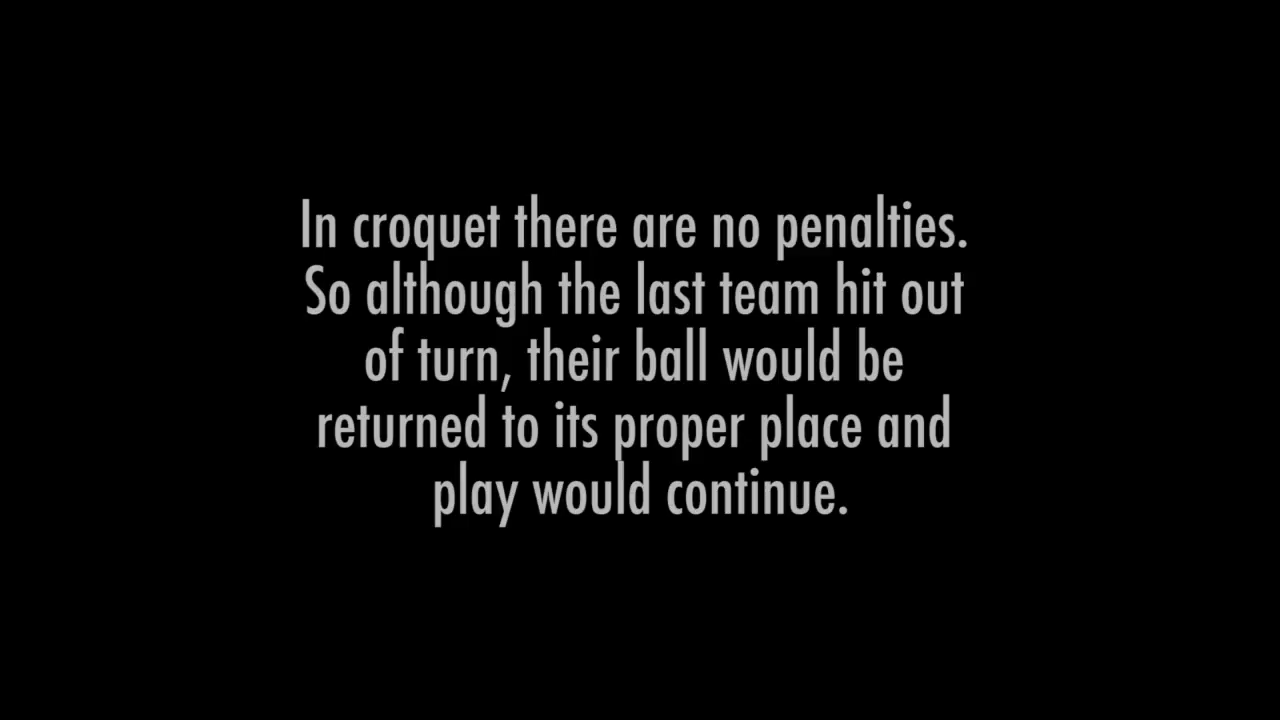 In croquet there are no penalties.
So although the last team hit out
of turn, their ball would be
returned to its proper place and
play would continue.